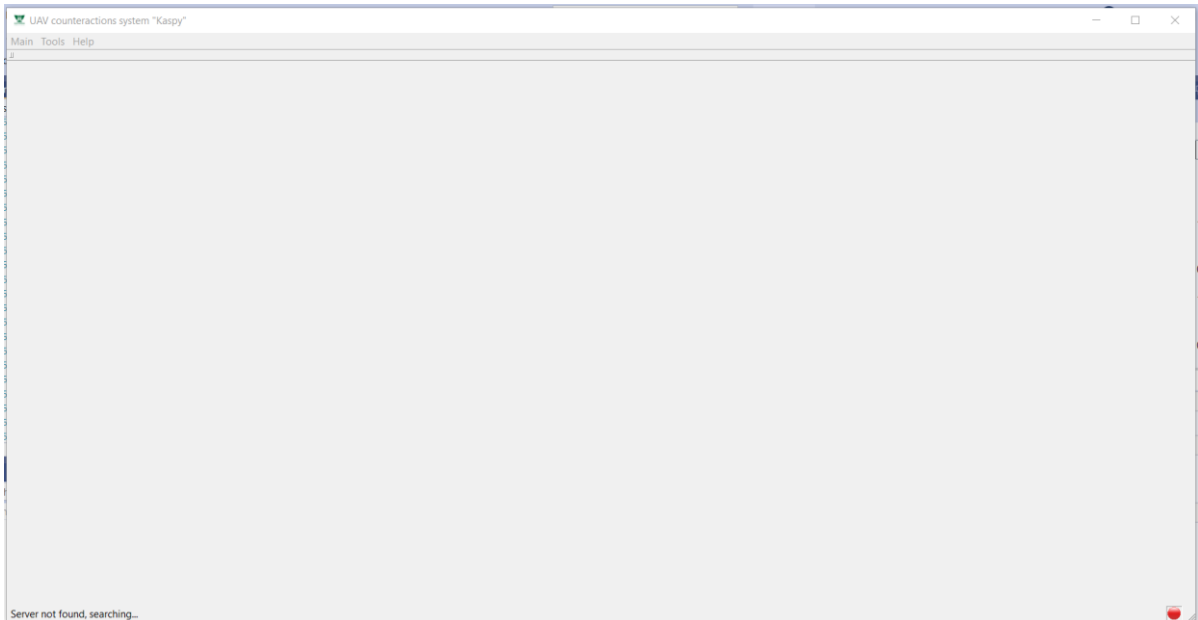 UAV counteractions system "Kaspy"
Main Tools Help
Server not found, searching...